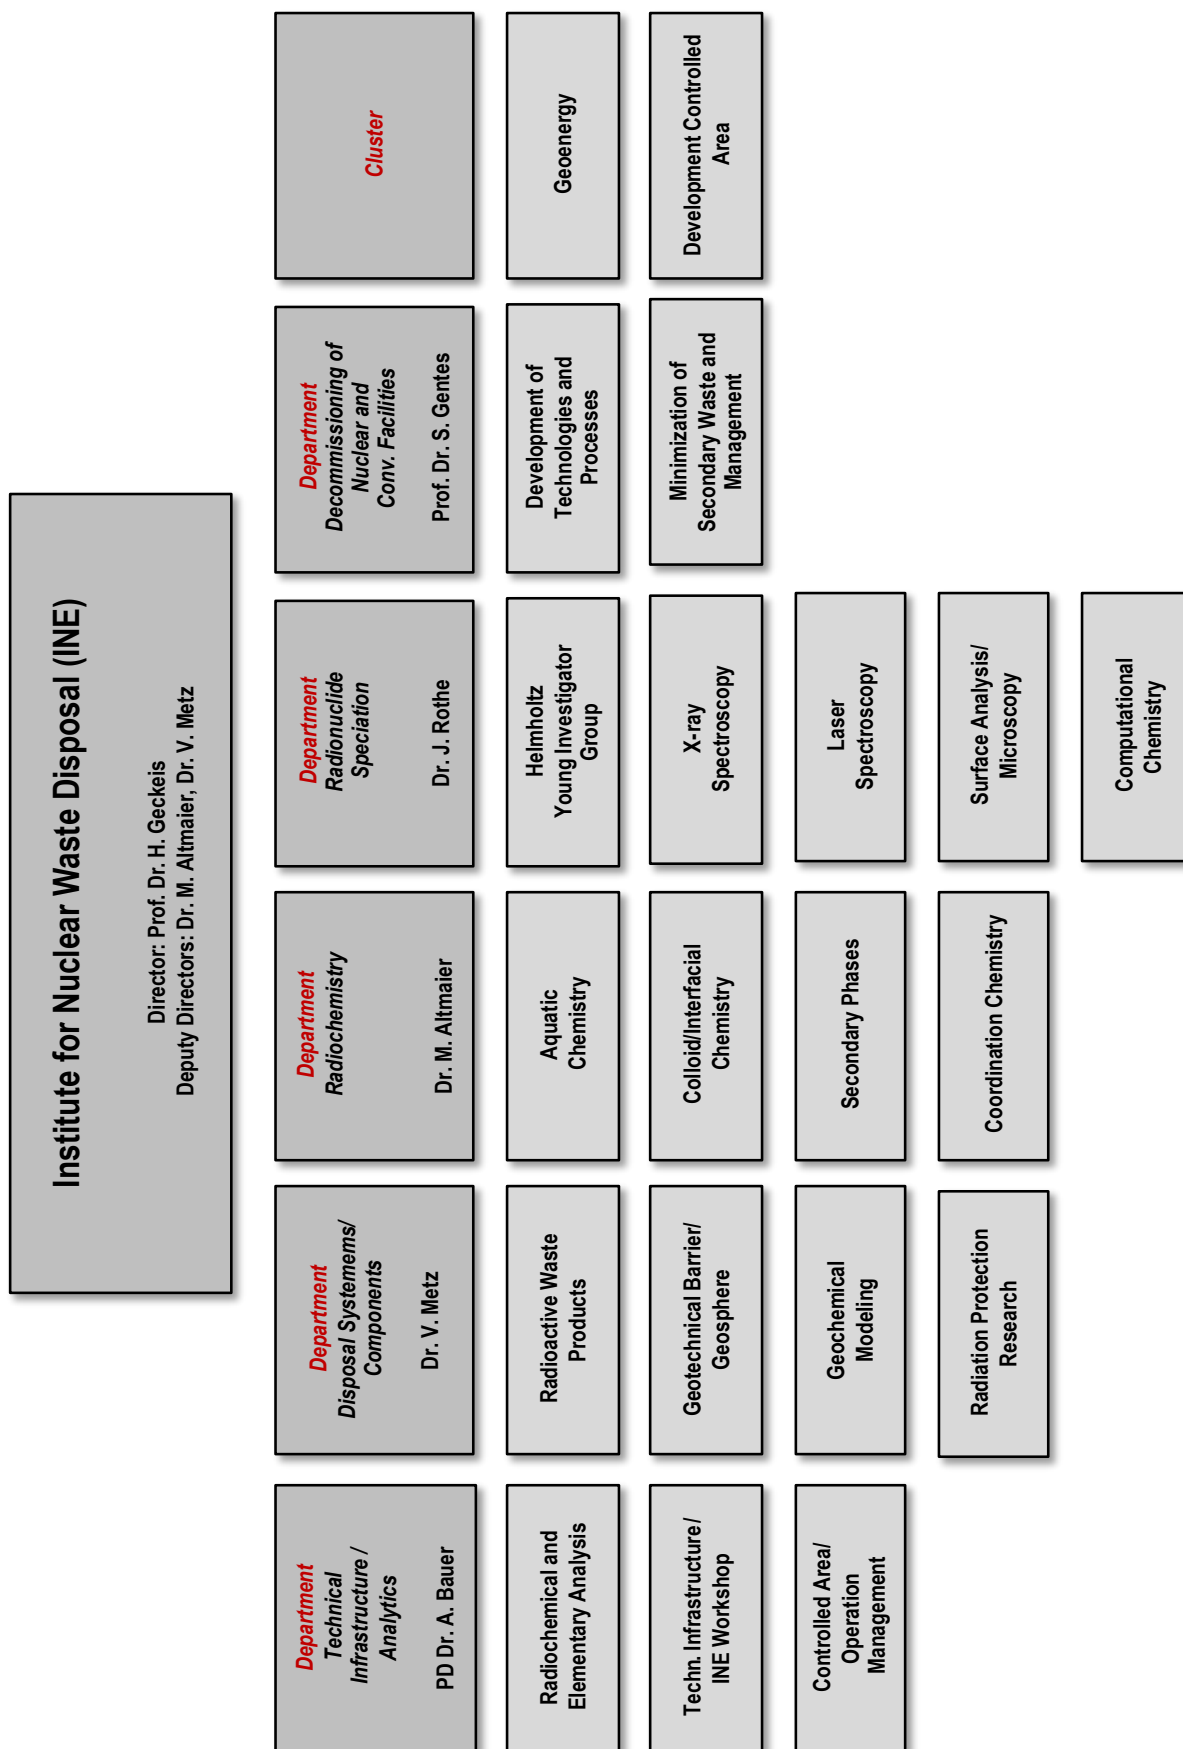 Institute for Nuclear Waste Disposal (INE)
Director: Prof. Dr. H. Geckeis
Deputy Directors: Dr. M. Altmaier, Dr. V. Metz
Department
Technical
Infrastructure /
Analytics
PD Dr. A. Bauer
Radiochemical and
Elementary Analysis
Techn. Infrastructure/
INE Workshop
Controlled Area/
Operation
Management
Department
Disposal Systemems/
Components
Dr. V. Metz
Radioactive Waste
Products
Geotechnical Barrier/
Geosphere
Geochemical
Modeling
Radiation Protection
Research
Department
Radiochemistry
Dr. M. Altmaier
Aquatic
Chemistry
Colloid/Interfacial
Chemistry
Secondary Phases
Coordination Chemistry
Department
Radionuclide
Speciation
Dr. J. Rothe
Helmholtz
Young Investigator
Group
X-ray
Spectroscopy
Laser
Spectroscopy
Surface Analysis/
Microscopy
Computational
Chemistry
Department
Decommissioning of
Nuclear and
Conv. Facilities
Prof. Dr. S. Gentes
Development of
Technologies and
Processes
Minimization of
Secondary Waste and
Management
Cluster
Geoenergy
Development Controlled
Area